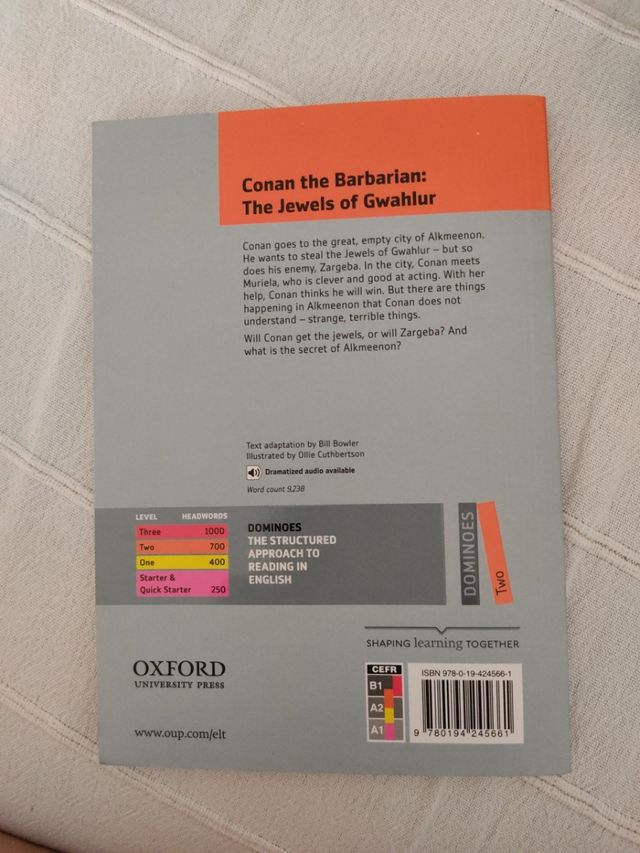 Conan the Barbarian:
The Jewels of Gwahlur
Conan goes to the great, empty city of Alkmeenon.
He wants to steal the Jewels of Gwahlur – but so
does his enemy, Zargeba. In the city, Conan meets
Muriela, who is clever and good at acting. With her
help, Conan thinks he will win. But there are things
happening in Alkmeenon that Conan does not
understand – strange, terrible things.
Will Conan get the jewels, or will Zargeba? And
what is the secret of Alkmeenon?
Text adaptation by Bill Bowler
Illustrated by Ollie Cuthbertson
Dramatized audio available
Word count 9,238
LEVEL HEADWORDS
Three 1000
Two 700
One 400
Starter &
Quick Starter 250
DOMINOES
THE STRUCTURED
APPROACH TO
READING IN
ENGLISH
DOMINOES
Two
SHAPING learning TOGETHER
OXFORD
UNIVERSITY PRESS
www.oup.com/elt
CEFR
B1
A2
A1
ISBN 978-0-19-424566-1
9 780194 245661